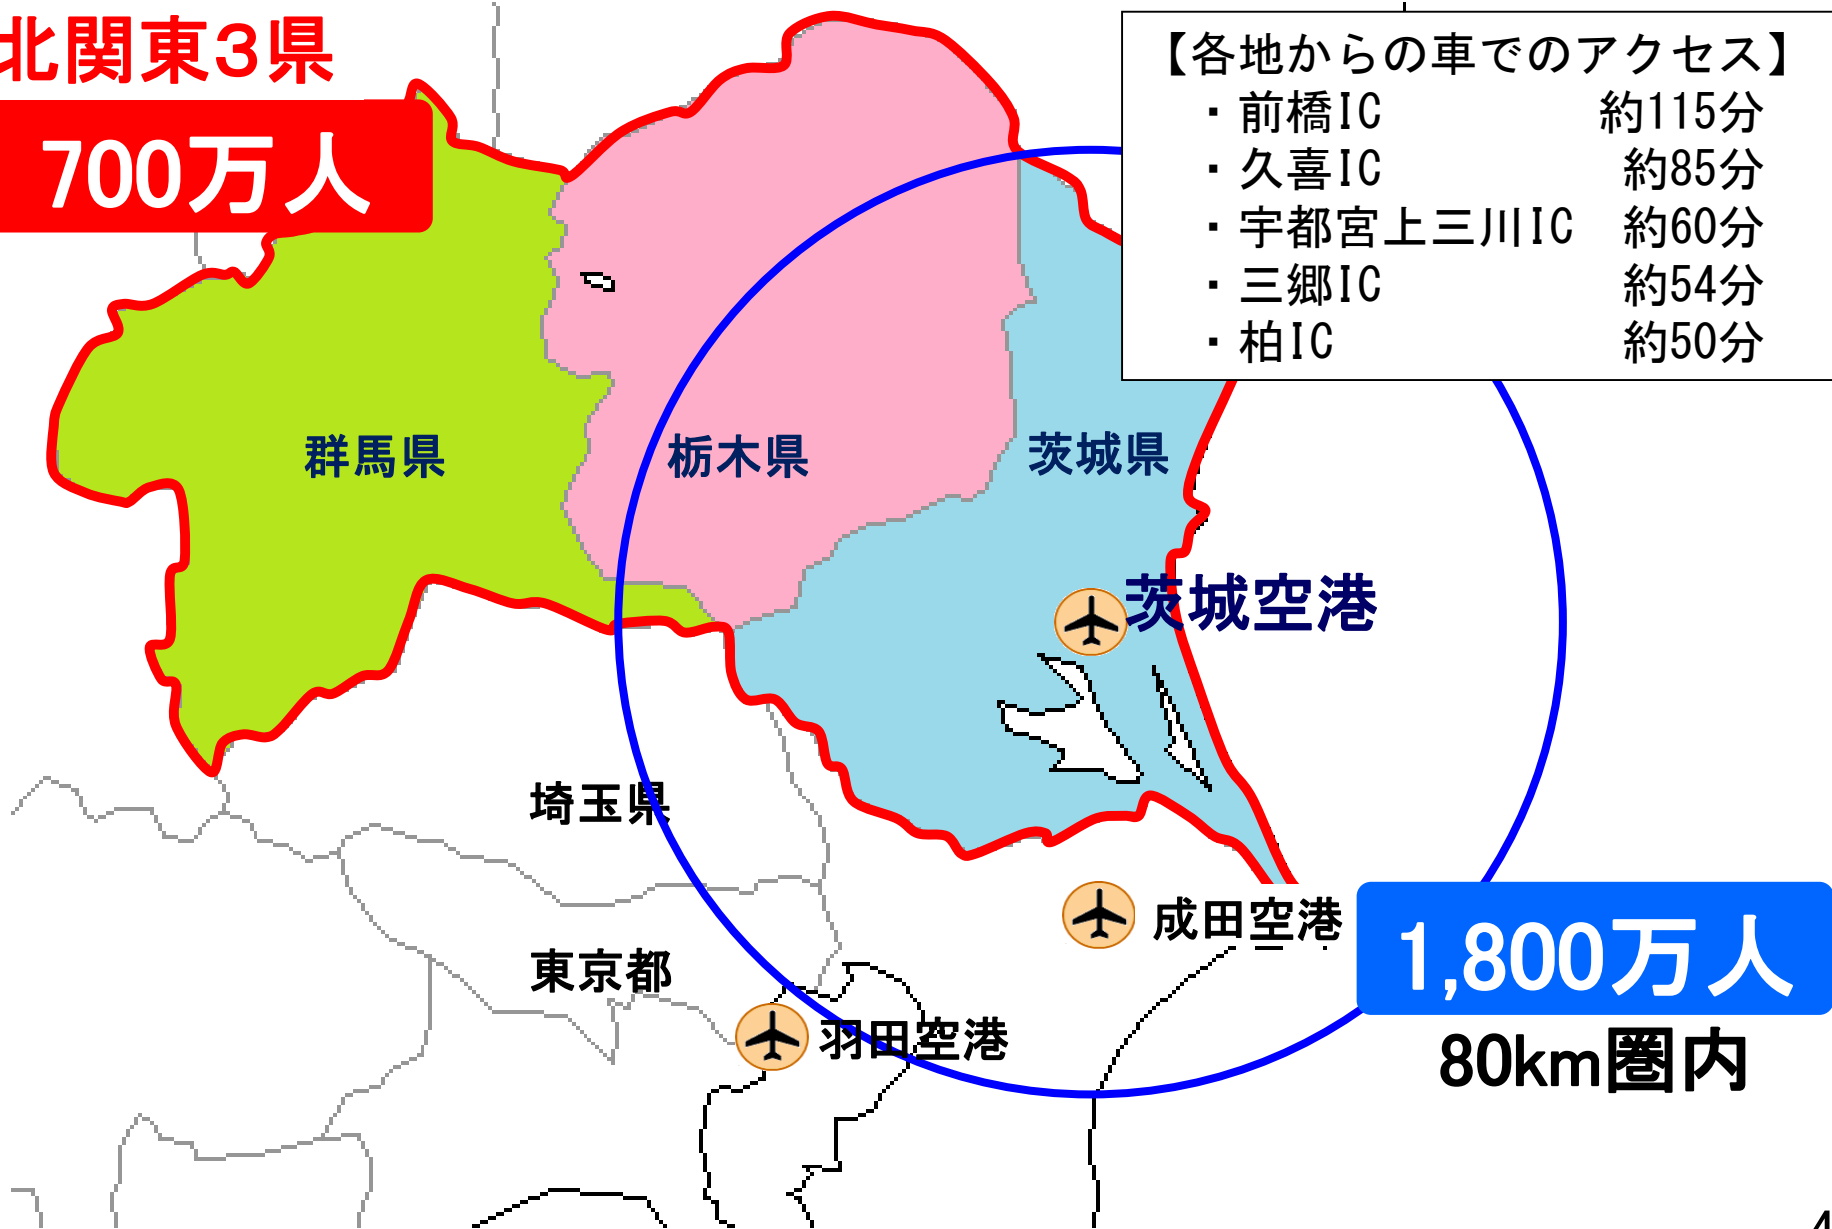 北関東3県
700万人
【各地からの車でのアクセス】
・前橋IC 約115分
・久喜IC 約85分
・宇都宮上三川IC 約60分
・三郷IC 約54分
・柏IC 約50分
群馬県
栃木県
茨城県
茨城空港
埼玉県
成田空港
東京都
1,800万人
羽田空港
80km圏内